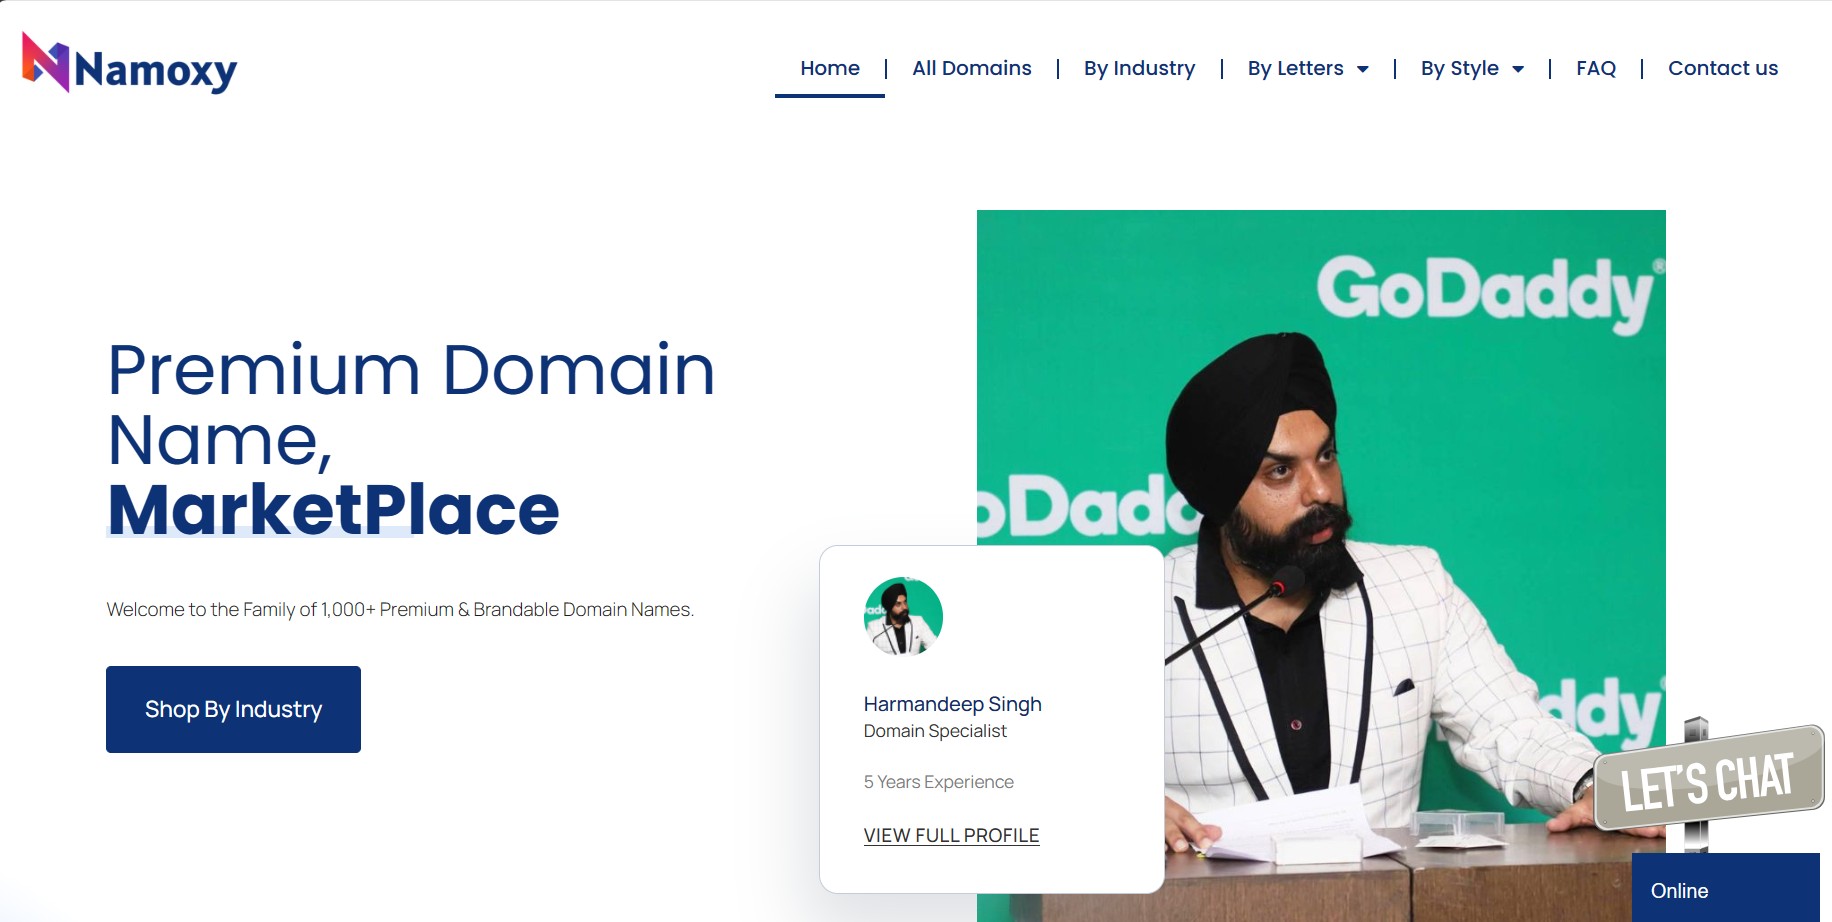 Namoxy
Home
All Domains
By Industry
By Letters
By Style
FAQ
Contact us
Premium Domain
Name,
MarketPlace
Welcome to the Family of 1,000+ Premium & Brandable Domain Names.
Shop By Industry
GoDaddy®
oDadd
ddy
Harmandeep Singh
Domain Specialist
5 Years Experience
VIEW FULL PROFILE
LET'S CHAT
Online